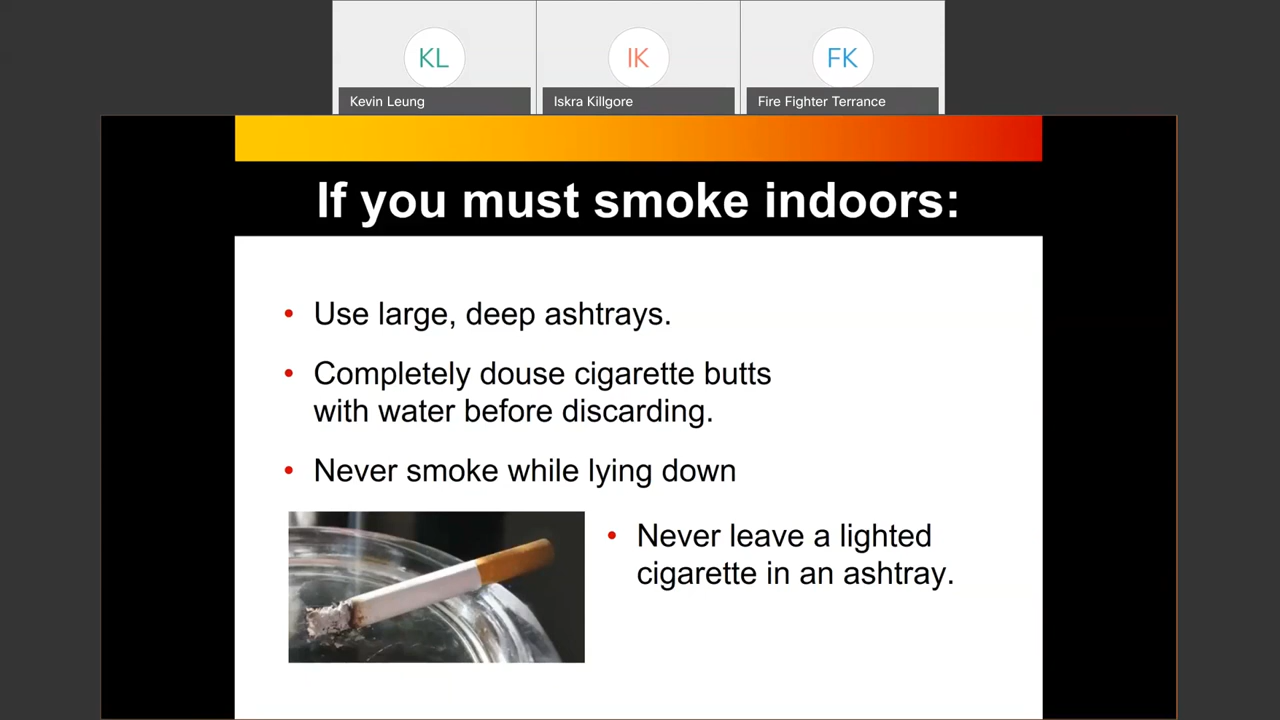 KL
IK
FK
Kevin Leung
Iskra Killgore
Fire Fighter Terrance
If you must smoke indoors:
• Use large, deep ashtrays.
• Completely douse cigarette butts
with water before discarding.
• Never smoke while lying down
• Never leave a lighted
cigarette in an ashtray.